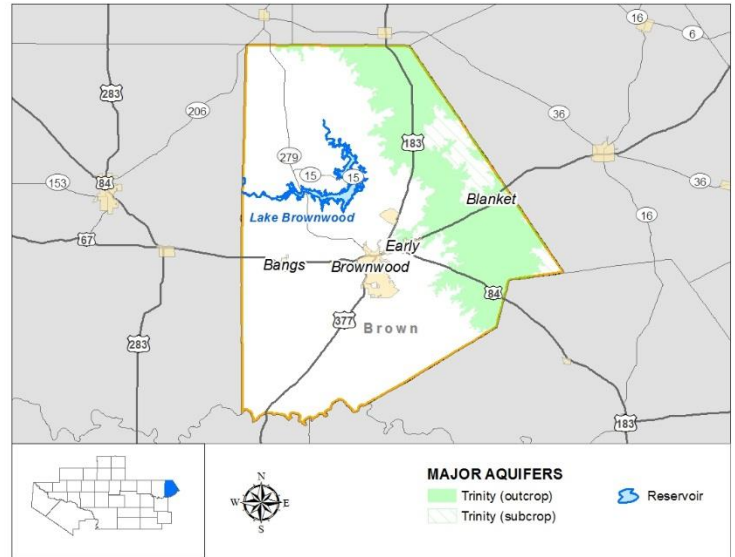 16
6
283
206
36
183
279
84
15
15
153
36
Blanket
16
Lake Brownwood
67
Early
Bangs
Brownwood
84
377
Brown
283
183
N
W E
S
MAJOR AQUIFERS
Trinity (outcrop)
Reservoir
Trinity (subcrop)